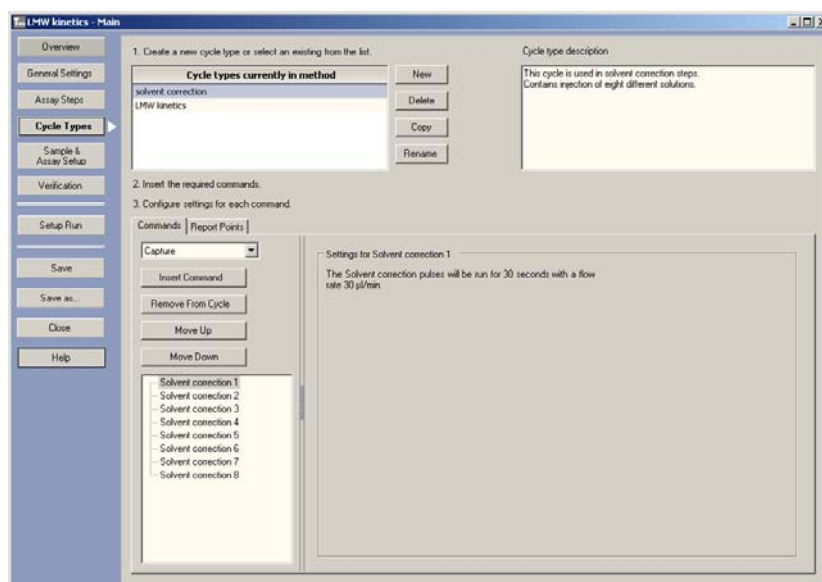 LMW kinetics - Main
Overview
General Settings
Assay Steps
Cycle Types
Sample &
Assay Setup
Verification
Setup Run
Save
Save as...
Close
Help
1. Create a new cycle type or select an existing from the list.
Cycle types currently in method
solvent correction
LMW kinetics
New
Delete
Copy
Rename
Cycle type description
This cycle is used in solvent correction steps.
Contains injection of eight different solutions.
2. Insert the required commands.
3. Configure settings for each command.
Commands
Report Points
Capture
Insert Command
Remove From Cycle
Move Up
Move Down
Solvent correction 1
Solvent correction 2
Solvent correction 3
Solvent correction 4
Solvent correction 5
Solvent correction 6
Solvent correction 7
Solvent correction 8
Settings for Solvent correction 1
The Solvent correction pulses will be run for 30 seconds with a flow
rate 30 µl/min.